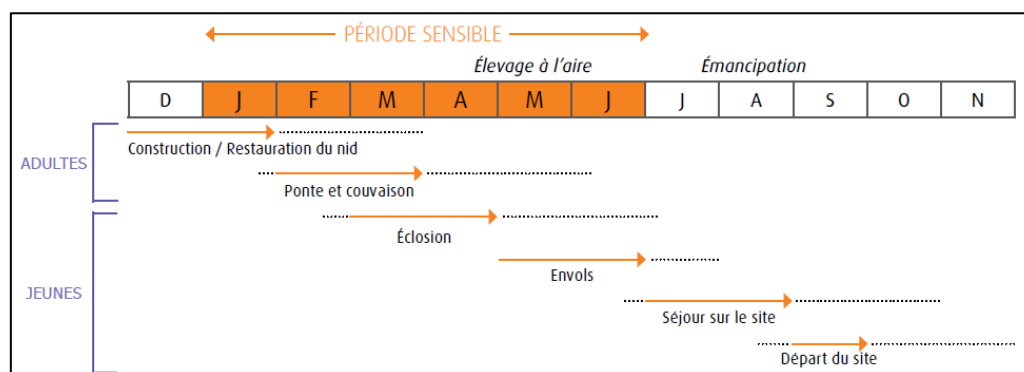 PÉRIODE SENSIBLE
Élevage à l'aire Émancipation
D J F M A M J J A S O N
ADULTES
Construction / Restauration du nid
Ponte et couvaison
JEUNES
Éclosion
Envols
Séjour sur le site
Départ du site